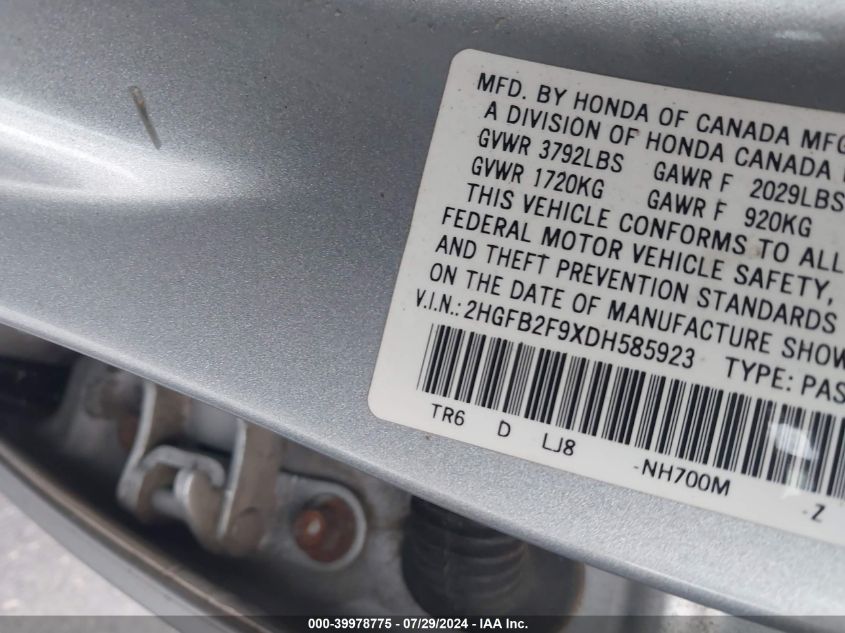 MFD. BY HONDA OF CANADA MFG
A DIVISION OF HONDA CANADA
GVWR 3792LBS GAWR F 2029LBS
GVWR 1720KG GAWR F 920KG
THIS VEHICLE CONFORMS TO ALL
FEDERAL MOTOR VEHICLE SAFETY,
AND THEFT PREVENTION STANDARDS
ON THE DATE OF MANUFACTURE SHOW
V.I.N.: 2HGFB2F9XDH585923 TYPE: PAS
TR6 D LJ8 -NH700M -Z
000-39978775 - 07/29/2024 - IAA Inc.